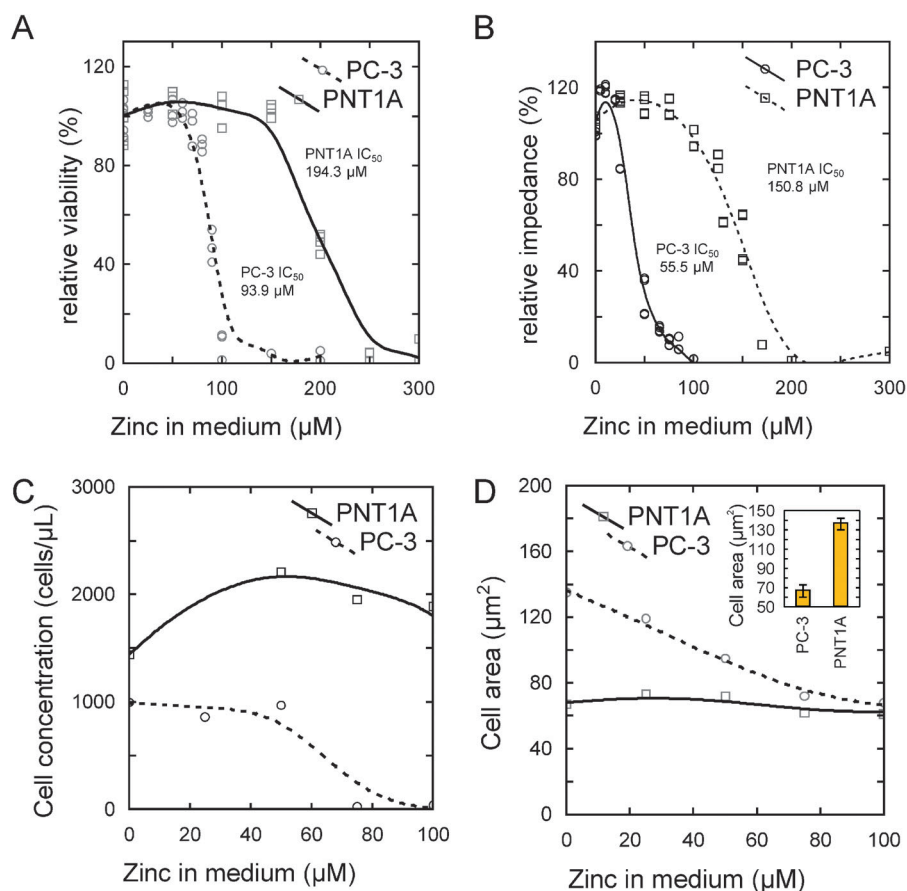 A
120
80
40
0
relative viability (%)
PC-3
PNT1A
PNT1A IC50
194.3 µM
PC-3 IC50
93.9 µM
0 100 200 300
Zinc in medium (µM)
B
120
80
40
0
relative impedance (%)
PC-3
PNT1A
PNT1A IC50
150.8 µM
PC-3 IC50
55.5 µM
0 100 200 300
Zinc in medium (µM)
C
3000
2000
1000
0
Cell concentration (cells/µL)
PNT1A
PC-3
0 20 40 60 80 100
Zinc in medium (µM)
D
200
160
120
80
40
0
Cell area (µm²)
PNT1A
PC-3
150
130
110
90
70
50
Cell area (µm²)
PC-3
PNT1A
0 20 40 60 80 100
Zinc in medium (µM)